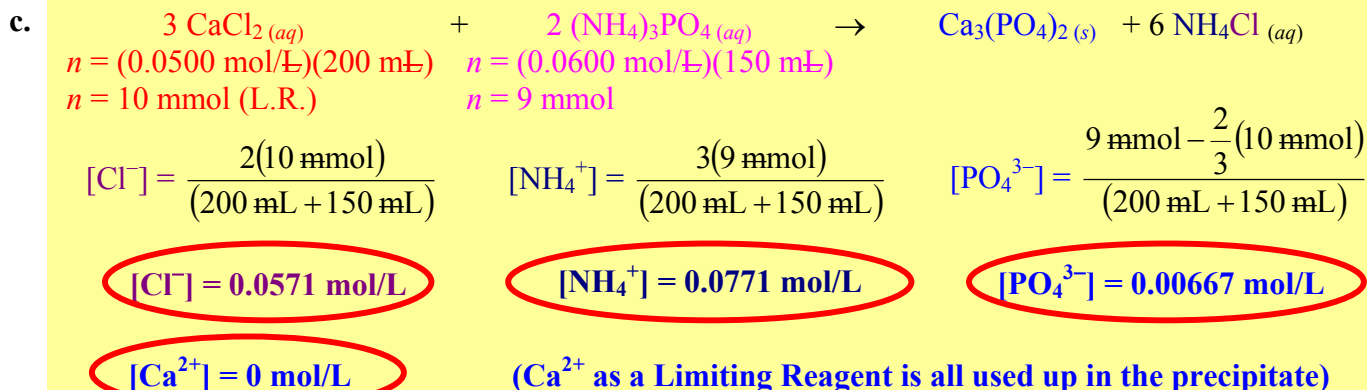 c. 3 CaCl₂ (aq) + 2 (NH₄)₃PO₄ (aq) → Ca₃(PO₄)₂ (s) + 6 NH₄Cl (aq)
n = (0.0500 mol/L)(200 mL) n = (0.0600 mol/L)(150 mL)
n = 10 mmol (L.R.) n = 9 mmol
[Cl⁻] = 2(10 mmol) / (200 mL + 150 mL) [NH₄⁺] = 3(9 mmol) / (200 mL + 150 mL) [PO₄³⁻] = 9 mmol − 2/3 (10 mmol) / (200 mL + 150 mL)
[Cl⁻] = 0.0571 mol/L [NH₄⁺] = 0.0771 mol/L [PO₄³⁻] = 0.00667 mol/L
[Ca²⁺] = 0 mol/L (Ca²⁺ as a Limiting Reagent is all used up in the precipitate)